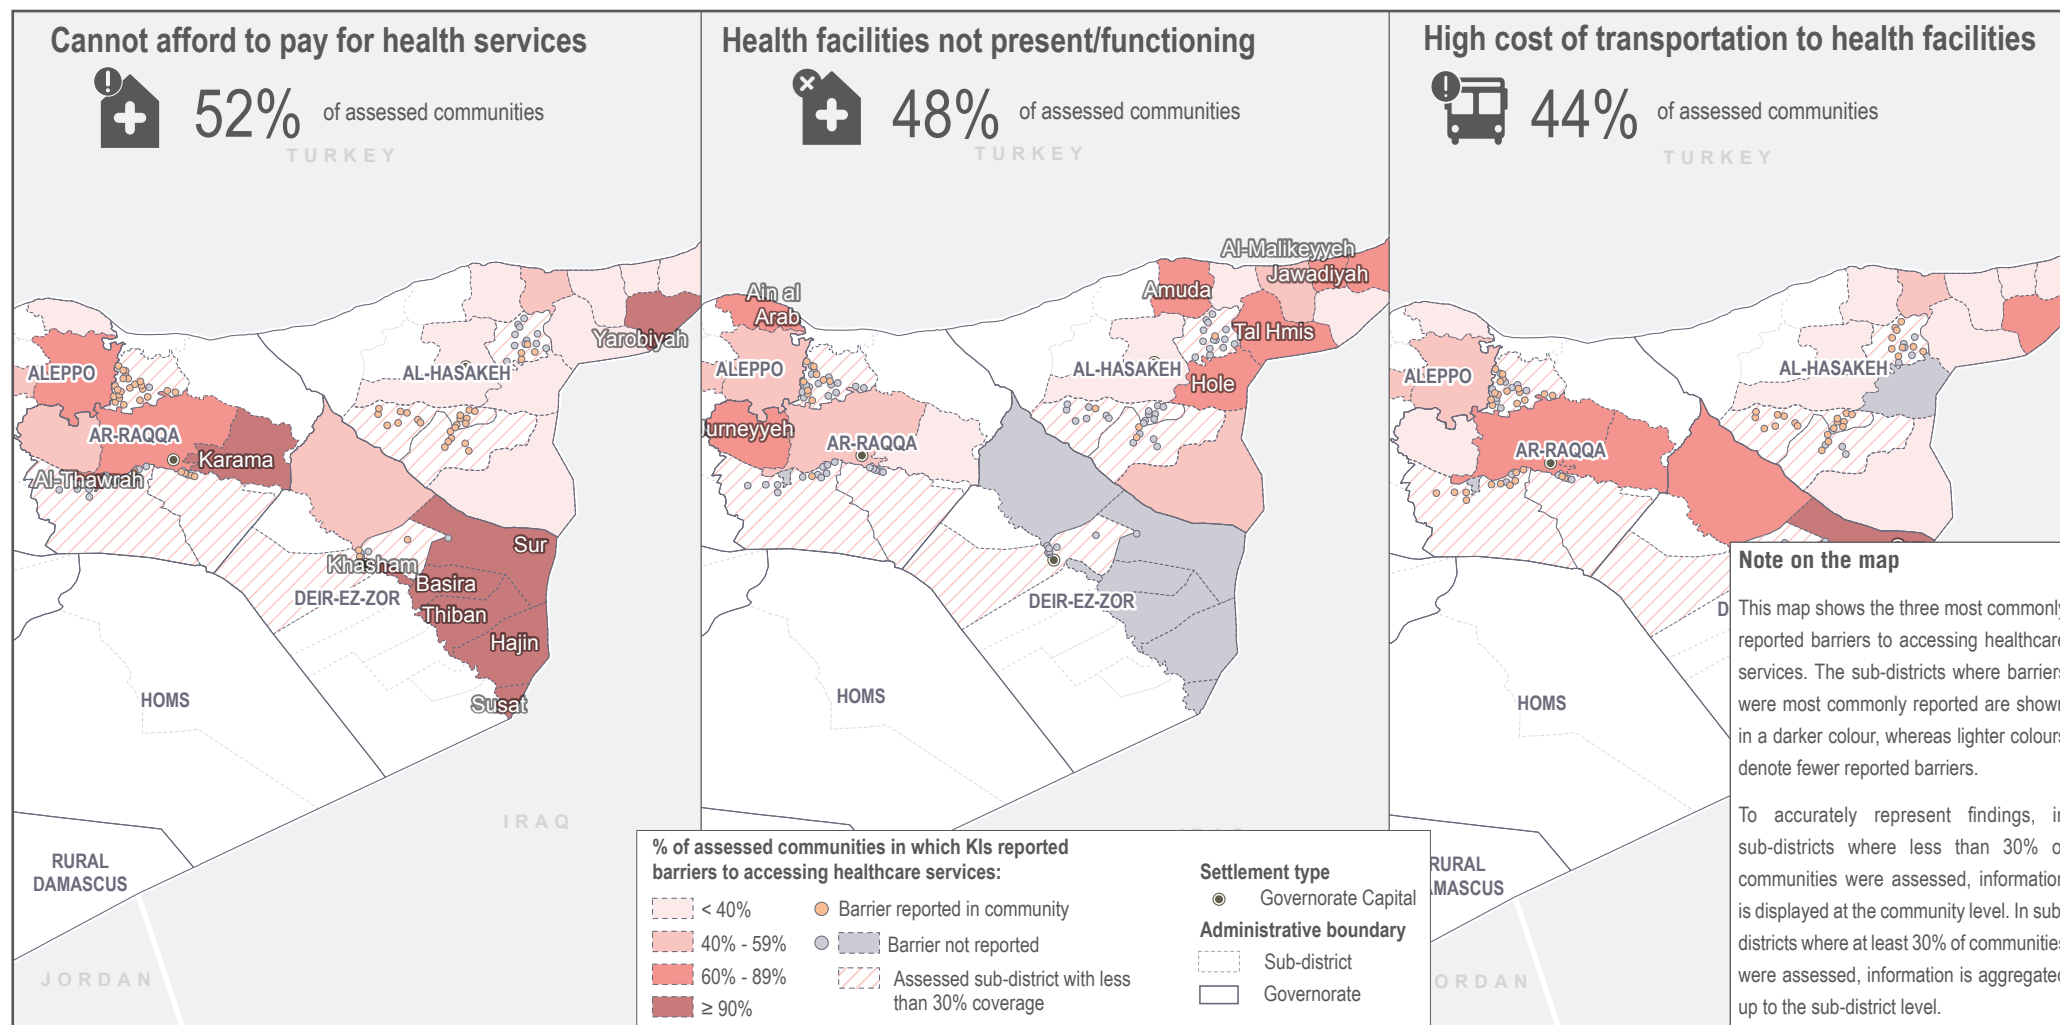 Cannot afford to pay for health services
52% of assessed communities
TURKEY
ALEPPO
AL-HASAKEH
Yarobiyah
AR-RAQQA
Karama
Al-Thawrah
Sur
Khasham
Basira
DEIR-EZ-ZOR
Thiban
Hajin
Susat
HOMS
IRAQ
RURAL
DAMASCUS
JORDAN
Health facilities not present/functioning
48% of assessed communities
TURKEY
Al-Malikeyyeh
Jawadiyah
Ain al
Arab
Amuda
Tal Hmis
ALEPPO
AL-HASAKEH
Hole
Jurneyyeh
AR-RAQQA
DEIR-EZ-ZOR
HOMS
High cost of transportation to health facilities
44% of assessed communities
TURKEY
ALEPPO
AL-HASAKEH
AR-RAQQA
D
HOMS
RURAL
AMASCUS
ORDAN
% of assessed communities in which KIs reported
barriers to accessing healthcare services:
< 40%
40% - 59%
60% - 89%
≥ 90%
Barrier reported in community
Barrier not reported
Assessed sub-district with less
than 30% coverage
Settlement type
Governorate Capital
Administrative boundary
Sub-district
Governorate
Note on the map
This map shows the three most commonly
reported barriers to accessing healthcare
services. The sub-districts where barriers
were most commonly reported are shown
in a darker colour, whereas lighter colours
denote fewer reported barriers.
To accurately represent findings, in
sub-districts where less than 30% of
communities were assessed, information
is displayed at the community level. In sub-
districts where at least 30% of communities
were assessed, information is aggregated
up to the sub-district level.